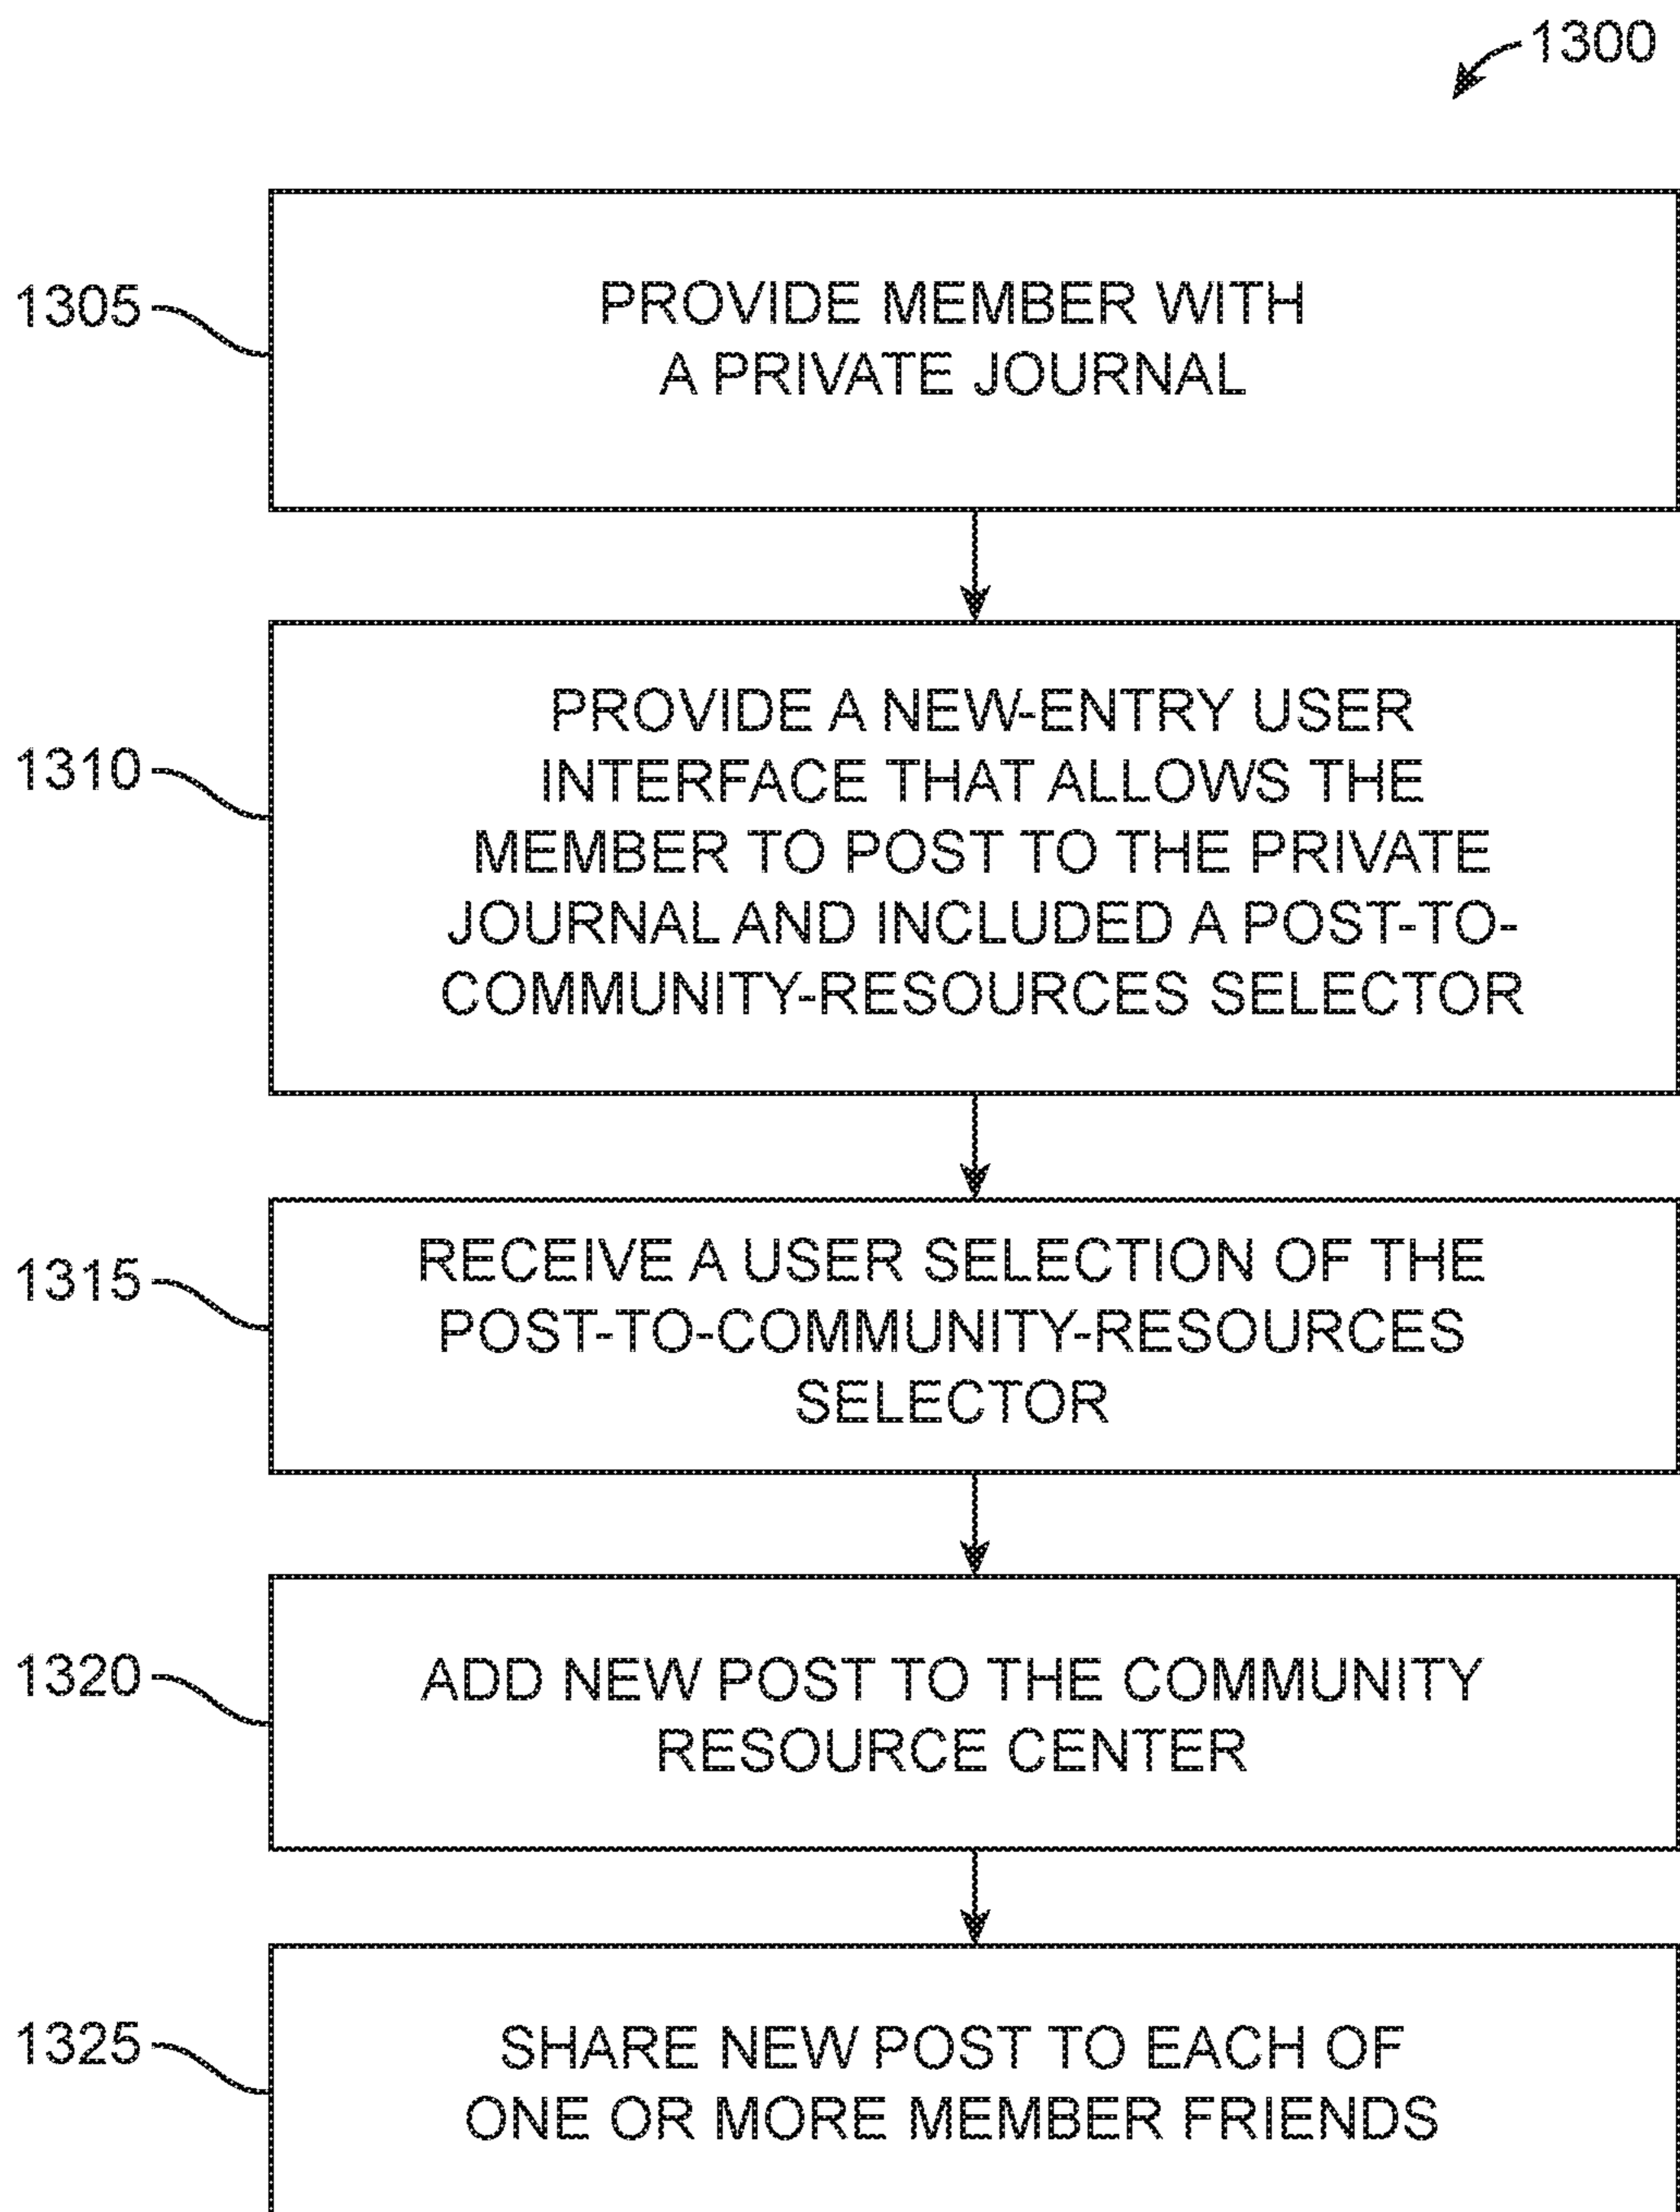 1300
1305
PROVIDE MEMBER WITH
A PRIVATE JOURNAL
1310
PROVIDE A NEW-ENTRY USER
INTERFACE THAT ALLOWS THE
MEMBER TO POST TO THE PRIVATE
JOURNAL AND INCLUDED A POST-TO-
COMMUNITY-RESOURCES SELECTOR
1315
RECEIVE A USER SELECTION OF THE
POST-TO-COMMUNITY-RESOURCES
SELECTOR
1320
ADD NEW POST TO THE COMMUNITY
RESOURCE CENTER
1325
SHARE NEW POST TO EACH OF
ONE OR MORE MEMBER FRIENDS